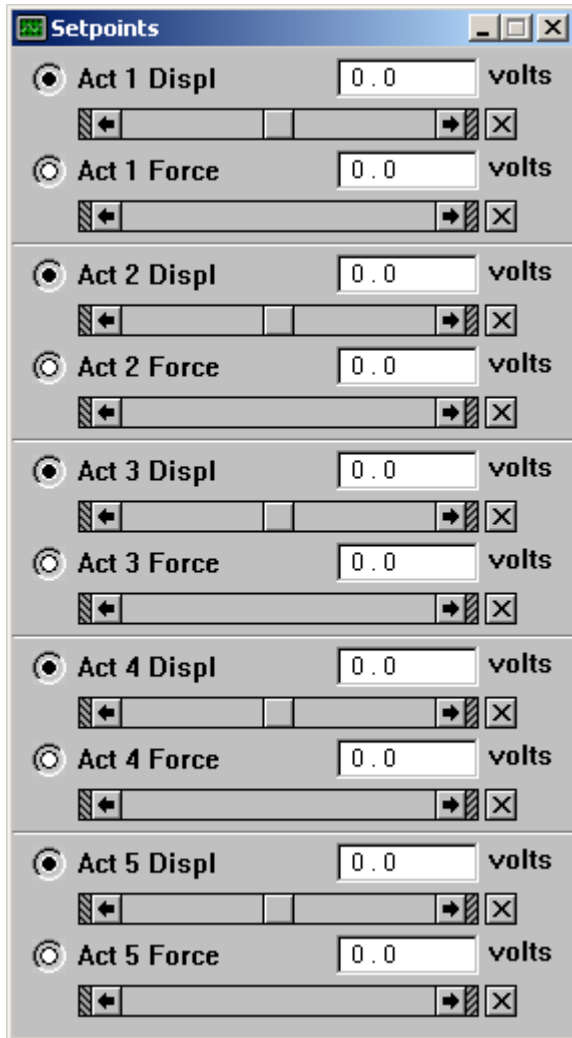 Setpoints
Act 1 Displ 0.0 volts
Act 1 Force 0.0 volts
Act 2 Displ 0.0 volts
Act 2 Force 0.0 volts
Act 3 Displ 0.0 volts
Act 3 Force 0.0 volts
Act 4 Displ 0.0 volts
Act 4 Force 0.0 volts
Act 5 Displ 0.0 volts
Act 5 Force 0.0 volts